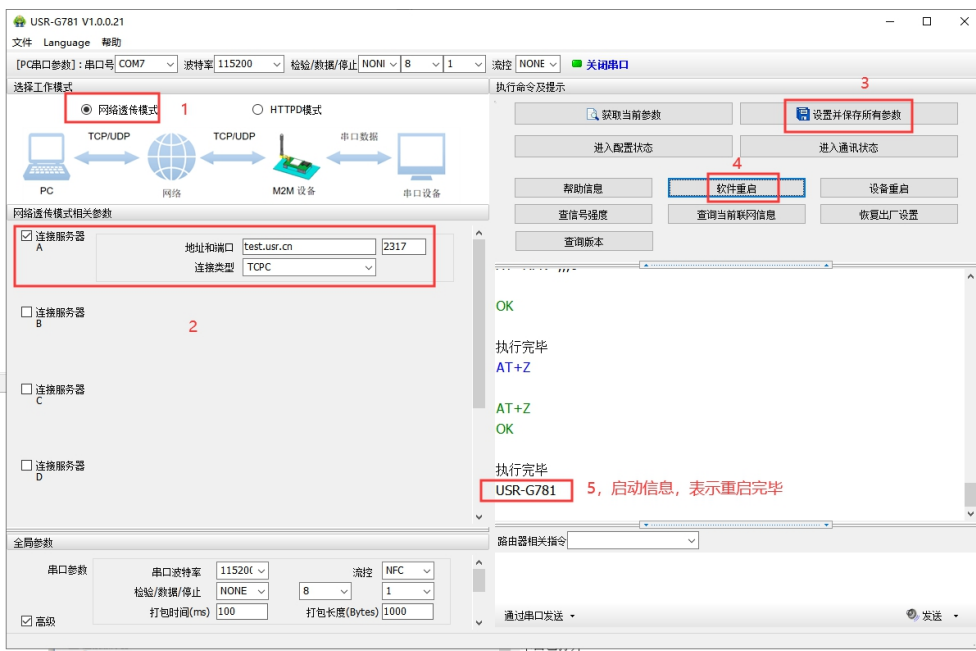 USR-G781 V1.0.0.21
文件 Language 帮助
[PC串口参数]：串口号 COM7 波特率 115200 检验/数据/停止 NONI 8 1 流控 NONE 关闭串口
选择工作模式
网络透传模式 1 HTTPD模式
TCP/UDP TCP/UDP 串口数据
PC 网络 M2M 设备 串口设备
网络透传模式相关参数
连接服务器
A
地址和端口 test.usr.cn 2317
连接类型 TCPC
连接服务器
B
2
连接服务器
C
连接服务器
D
全局参数
串口参数 串口波特率 11520( 流控 NFC
检验/数据/停止 NONE 8 1
打包时间(ms) 100 打包长度(Bytes) 1000
高级
执行命令及提示
3
获取当前参数 设置并保存所有参数
进入配置状态 进入通讯状态
4
帮助信息 软件重启 设备重启
查信号强度 查询当前联网信息 恢复出厂设置
查询版本
OK
执行完毕
AT+Z
AT+Z
OK
执行完毕
USR-G781 5，启动信息，表示重启完毕
路由器相关指令
通过串口发送 发送